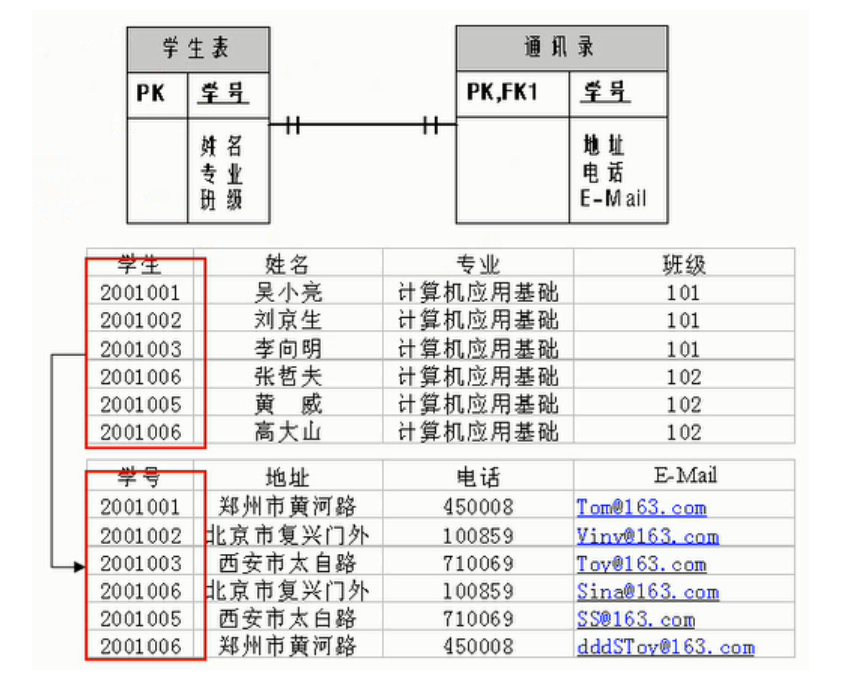 学生表
PK 学号
姓名
专业
班级
通讯录
PK,FK1 学号
地址
电话
E-Mail
学生 姓名 专业 班级
2001001 吴小亮 计算机应用基础 101
2001002 刘京生 计算机应用基础 101
2001003 李向明 计算机应用基础 101
2001006 张哲夫 计算机应用基础 102
2001005 黄 威 计算机应用基础 102
2001006 高大山 计算机应用基础 102
学号 地址 电话 E-Mail
2001001 郑州市黄河路 450008 Tom@163.com
2001002 北京市复兴门外 100859 Vinv@163.com
2001003 西安市太白路 710069 Toy@163.com
2001006 北京市复兴门外 100859 Sina@163.com
2001005 西安市太白路 710069 SS@163.com
2001006 郑州市黄河路 450008 dddSToy@163.com